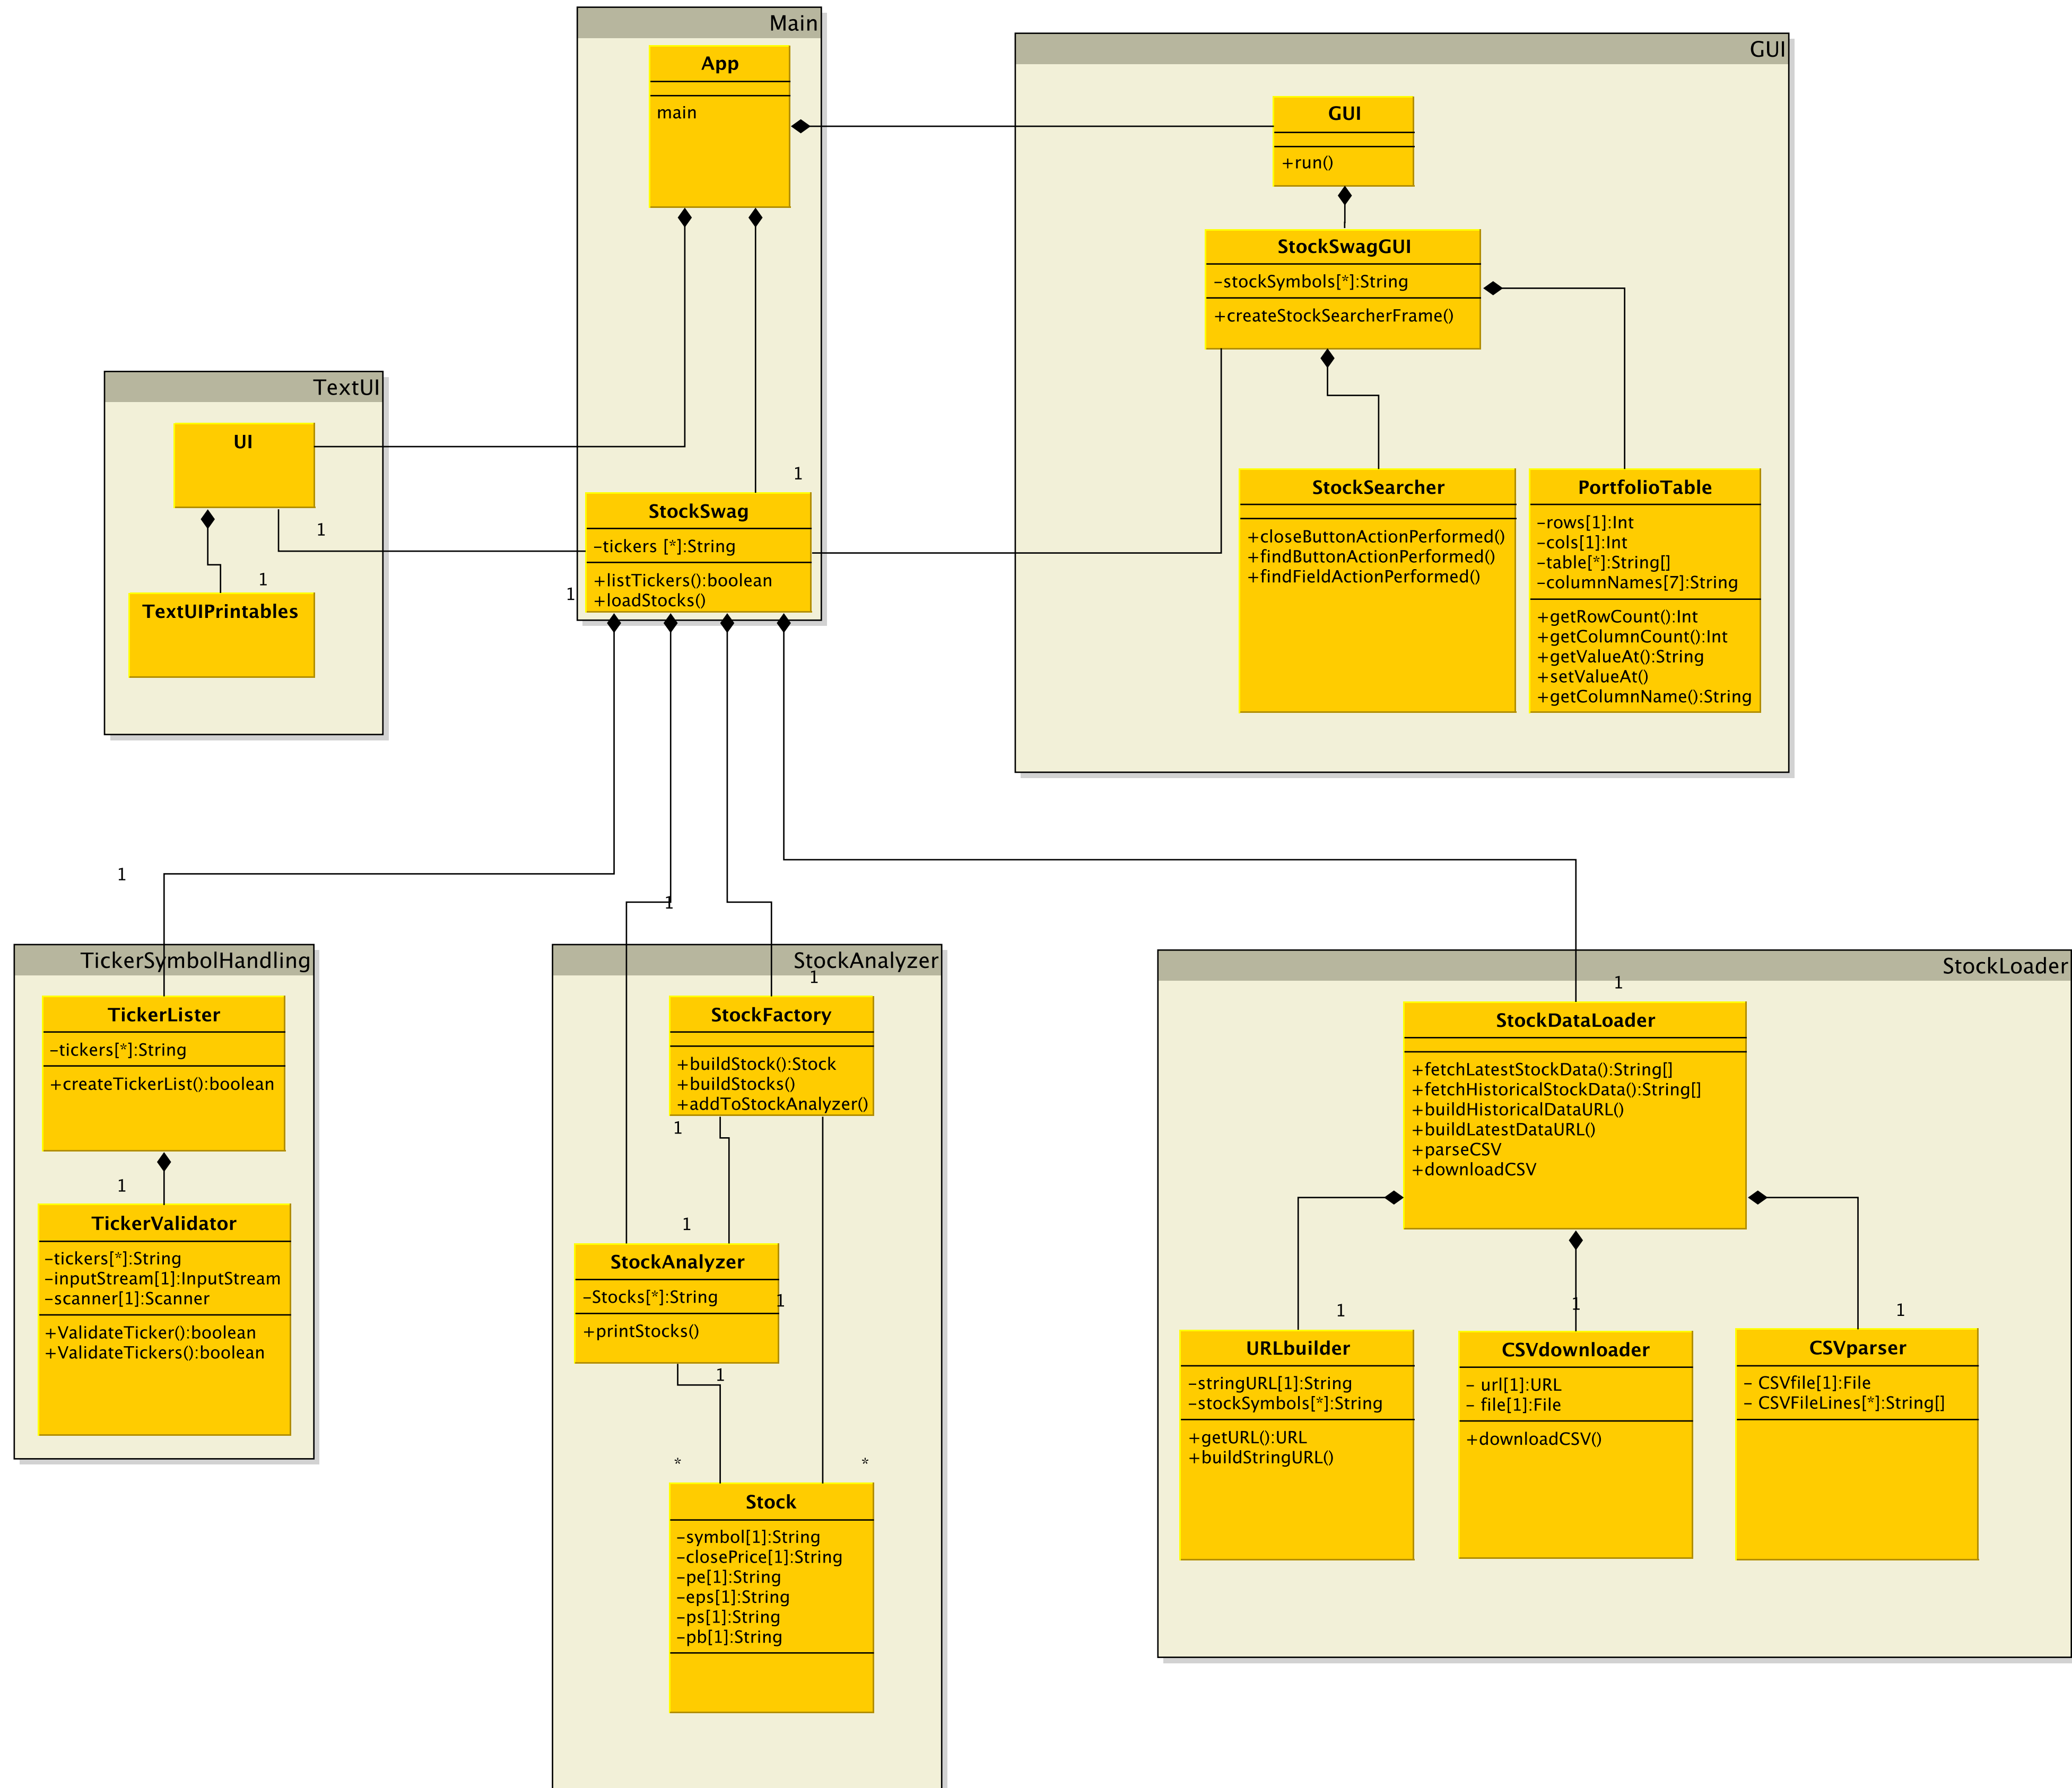 Main
App
main
GUI
GUI
+run()
StockSwagGUI
-stockSymbols[*]:String
+createStockSearcherFrame()
TextUI
UI
1
1
TextUIPrintables
1
StockSwag
-tickers [*]:String
+listTickers():boolean
+loadStocks()
1
StockSearcher
+closeButtonActionPerformed()
+findButtonActionPerformed()
+findFieldActionPerformed()
PortfolioTable
-rows[1]:Int
-cols[1]:Int
-table[*]:String[]
-columnNames[7]:String
+getRowCount():Int
+getColumnCount():Int
+getValueAt():String
+setValueAt()
+getColumnName():String
1
1
TickerSymbolHandling
TickerLister
-tickers[*]:String
+createTickerList():boolean
1
TickerValidator
-tickers[*]:String
-inputStream[1]:InputStream
-scanner[1]:Scanner
+ValidateTicker():boolean
+ValidateTickers():boolean
StockAnalyzer
1
StockFactory
+buildStock():Stock
+buildStocks()
+addToStockAnalyzer()
1
1
StockAnalyzer
-Stocks[*]:String
1
+printStocks()
1
*
*
Stock
-symbol[1]:String
-closePrice[1]:String
-pe[1]:String
-eps[1]:String
-ps[1]:String
-pb[1]:String
StockLoader
1
StockDataLoader
+fetchLatestStockData():String[]
+fetchHistoricalStockData():String[]
+buildHistoricalDataURL()
+buildLatestDataURL()
+parseCSV
+downloadCSV
1
1
1
URLbuilder
-stringURL[1]:String
-stockSymbols[*]:String
+getURL():URL
+buildStringURL()
CSVdownloader
- url[1]:URL
- file[1]:File
+downloadCSV()
CSVparser
- CSVfile[1]:File
- CSVFileLines[*]:String[]